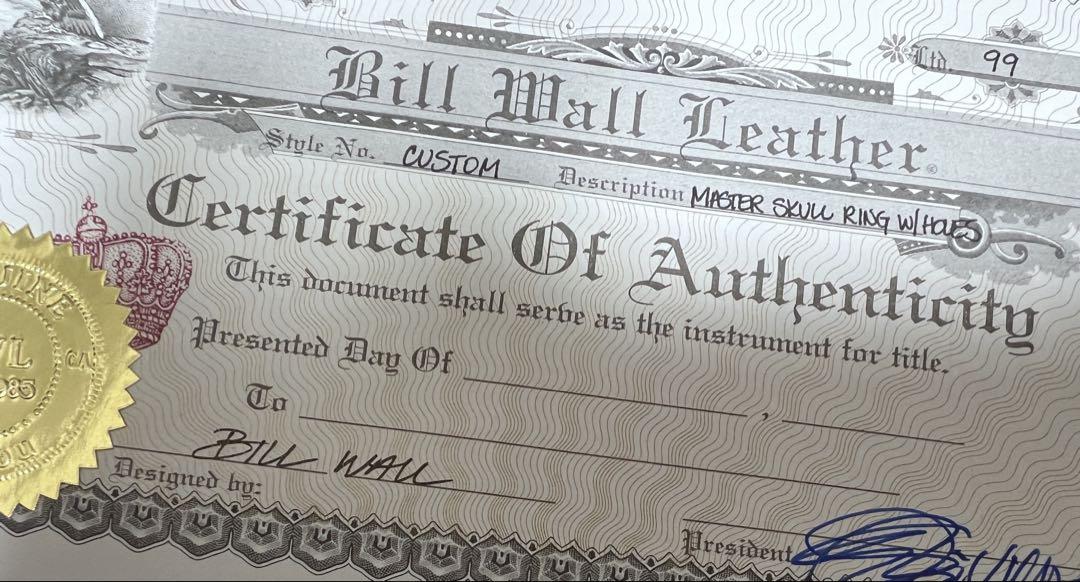 Ltd. 99
Bill Wall Leather®
Style No. CUSTOM Description MASTER SKULL RING W/HOLES
Certificate Of Authenticity
This document shall serve as the instrument for title.
Presented Day Of ,
To
BILL WALL
Designed by:
President
CA